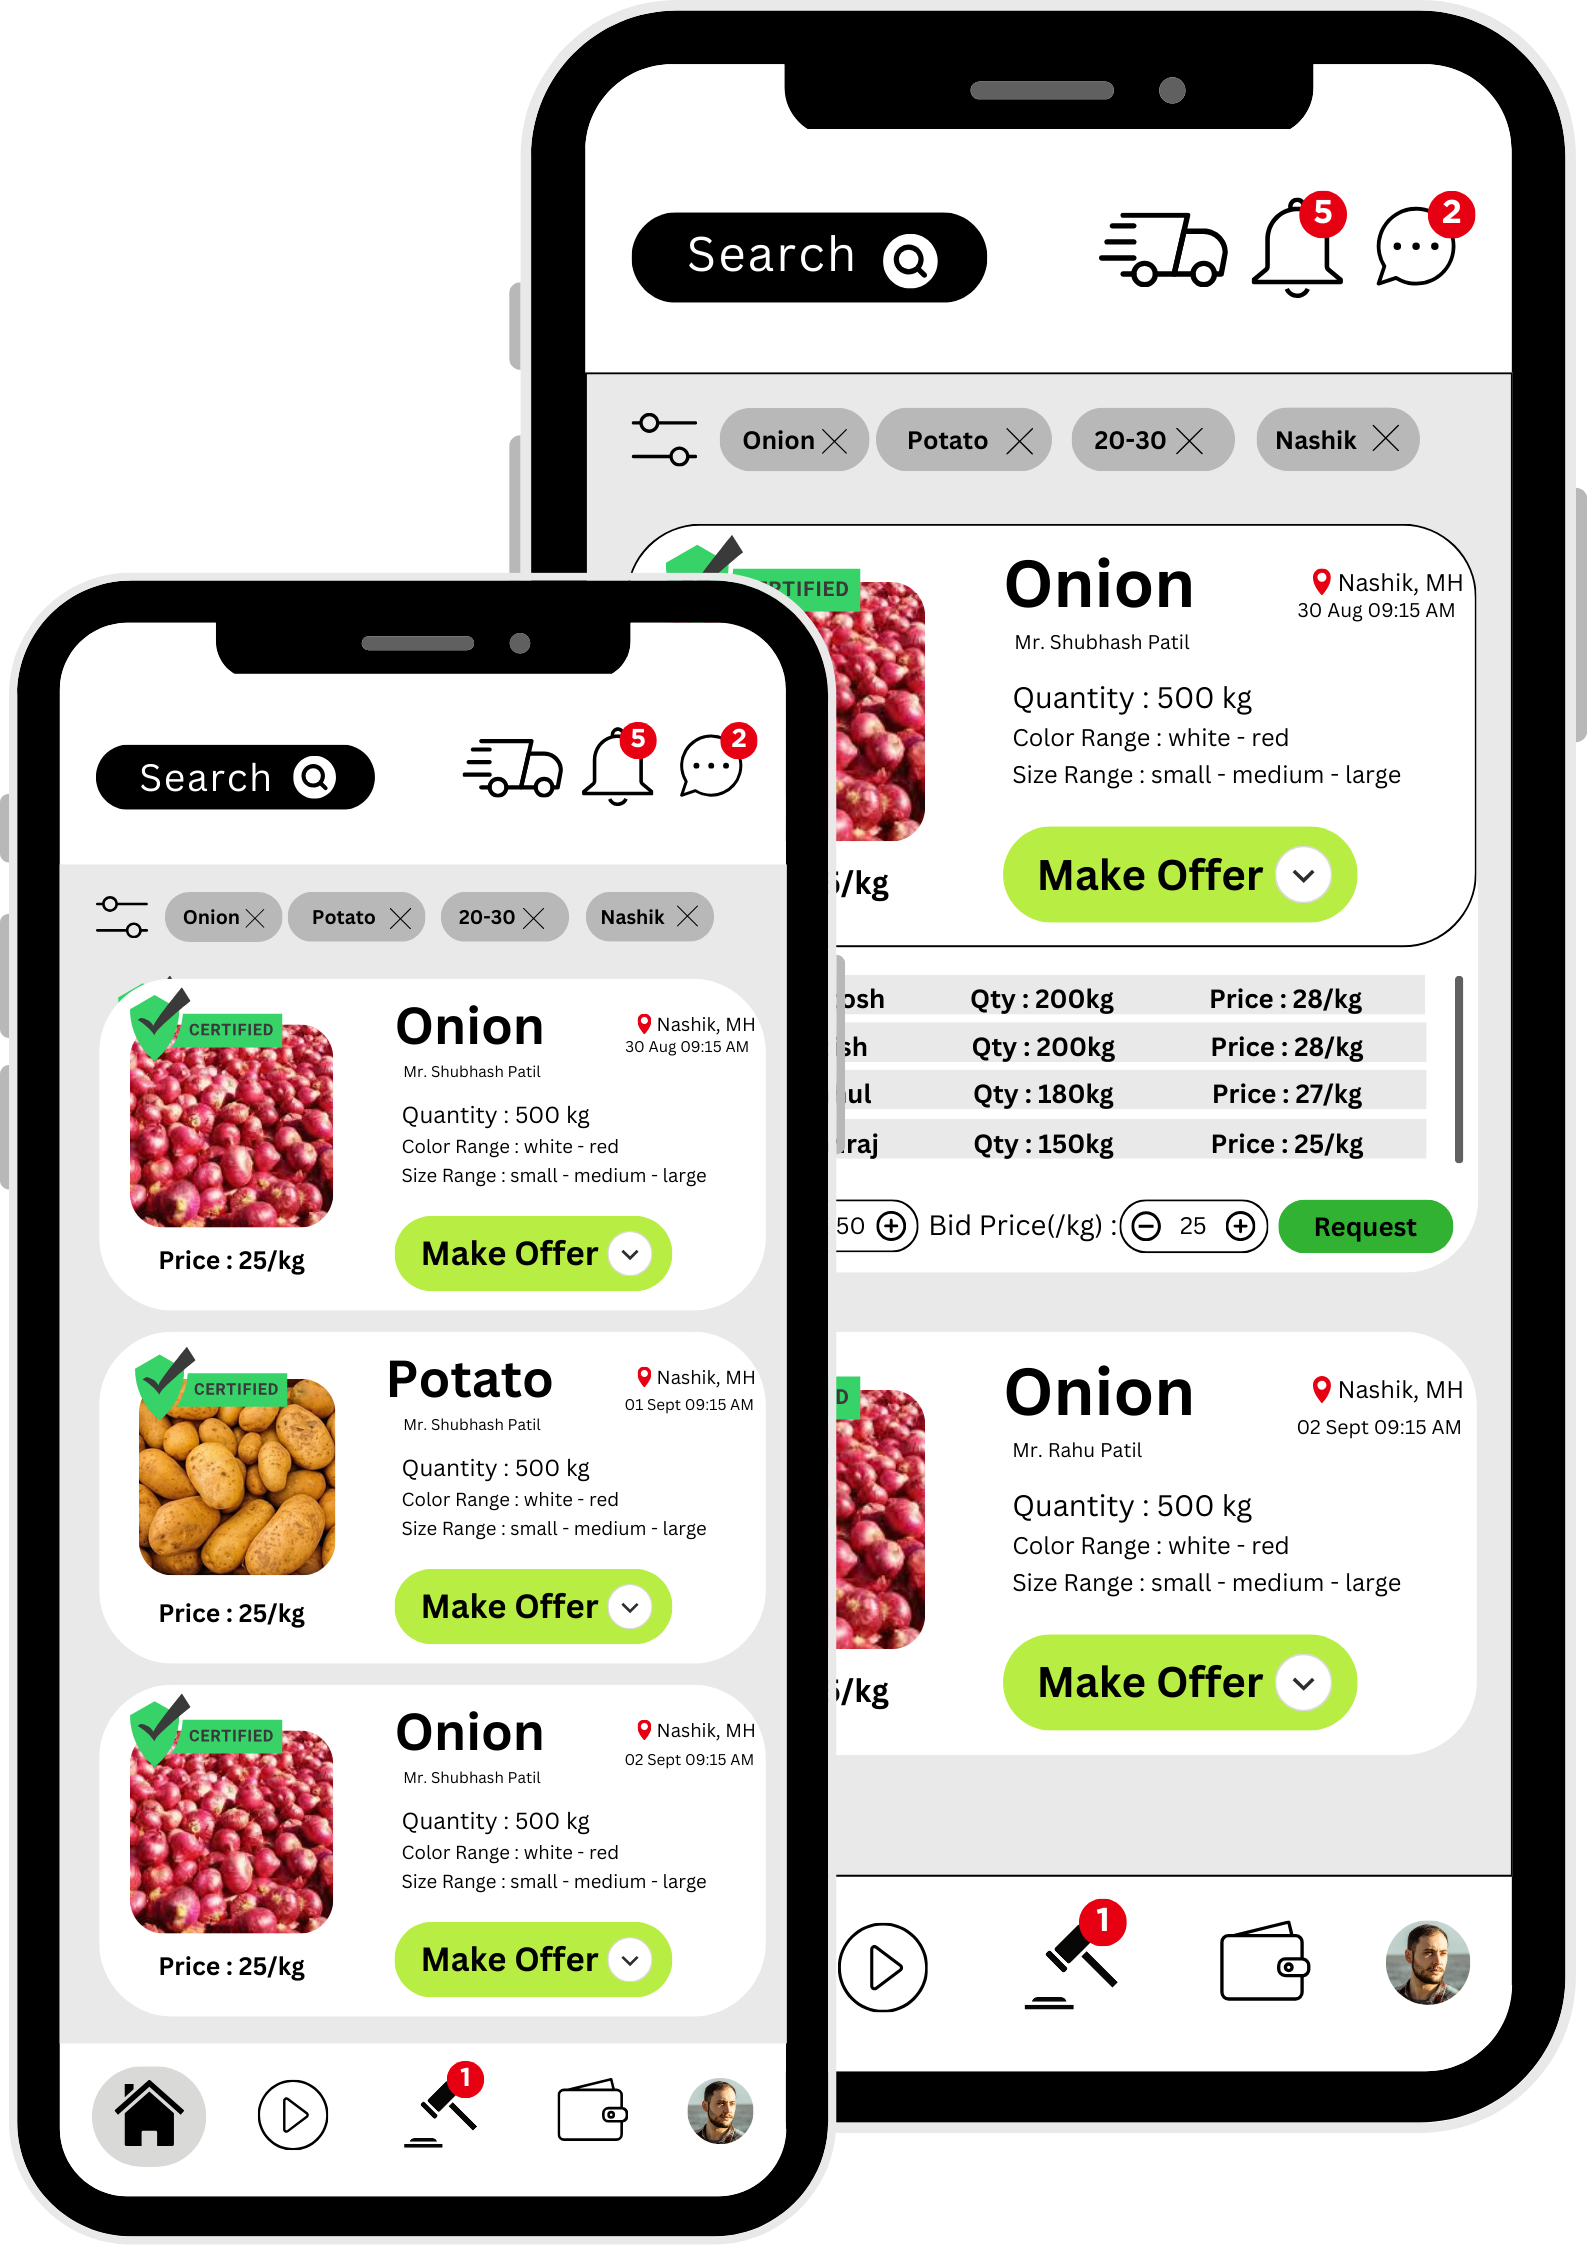 Search
5
2
Onion
Potato
20-30
Nashik
CERTIFIED
Onion
Nashik, MH
30 Aug 09:15 AM
Mr. Shubhash Patil
Quantity : 500 kg
Color Range : white - red
Size Range : small - medium - large
Price : 25/kg
Make Offer
CERTIFIED
Potato
Nashik, MH
01 Sept 09:15 AM
Mr. Shubhash Patil
Quantity : 500 kg
Color Range : white - red
Size Range : small - medium - large
Price : 25/kg
Make Offer
CERTIFIED
Onion
Nashik, MH
02 Sept 09:15 AM
Mr. Shubhash Patil
Quantity : 500 kg
Color Range : white - red
Size Range : small - medium - large
Price : 25/kg
Make Offer
1
Search
5
2
Onion
Potato
20-30
Nashik
Onion
Nashik, MH
30 Aug 09:15 AM
Mr. Shubhash Patil
Quantity : 500 kg
Color Range : white - red
Size Range : small - medium - large
/kg
Make Offer
Qty : 200kg Price : 28/kg
Qty : 200kg Price : 28/kg
Qty : 180kg Price : 27/kg
Qty : 150kg Price : 25/kg
50 Bid Price(/kg) : 25 Request
Onion
Nashik, MH
02 Sept 09:15 AM
Mr. Rahu Patil
Quantity : 500 kg
Color Range : white - red
Size Range : small - medium - large
/kg
Make Offer
1